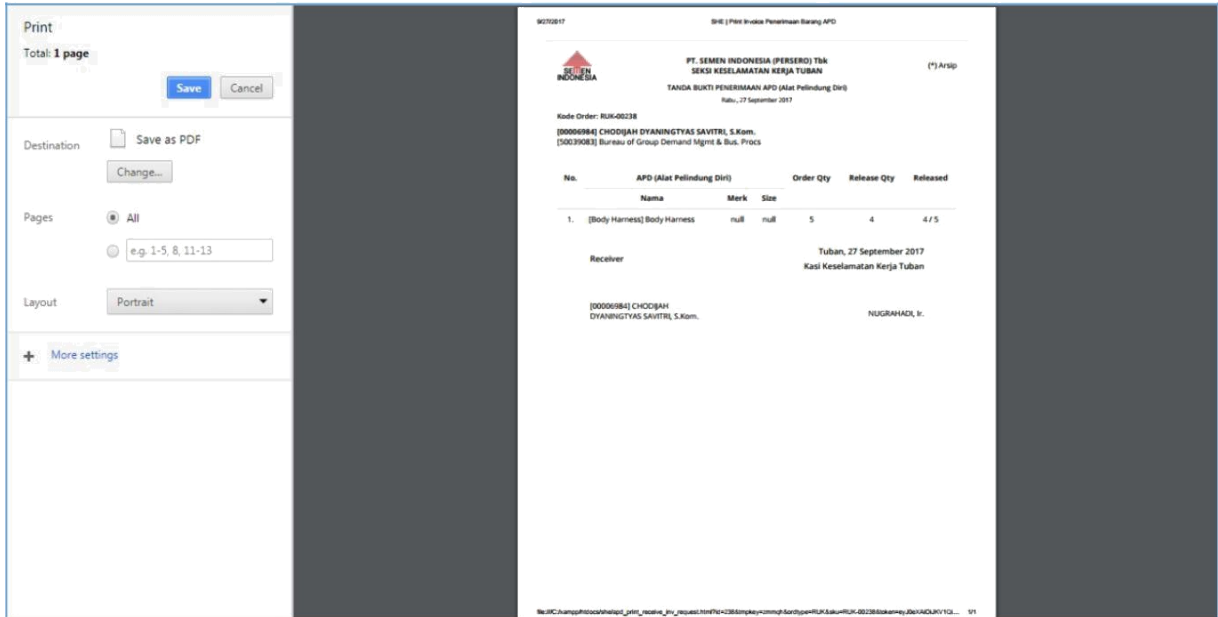 Print
Total: 1 page
Save Cancel
Destination Save as PDF
Change...
Pages All
e.g. 1-5, 8, 11-13
Layout Portrait
More settings
9/27/2017 SHE | Print Invoice Penerimaan Barang APD
SEMEN
INDONESIA
PT. SEMEN INDONESIA (PERSERO) Tbk
SEKSI KESELAMATAN KERJA TUBAN
(*) Arsip
TANDA BUKTI PENERIMAAN APD (Alat Pelindung Diri)
Rabu, 27 September 2017
Kode Order: RUK-00238
[00006984] CHODIJAH DYANINGTYAS SAVITRI, S.Kom.
[50039083] Bureau of Group Demand Mgmt & Bus. Procs
No. APD (Alat Pelindung Diri) Order Qty Release Qty Released
Nama Merk Size
1. [Body Harness] Body Harness null null 5 4 4 / 5
Tuban, 27 September 2017
Receiver
Kasi Keselamatan Kerja Tuban
[00006984] CHODIJAH
DYANINGTYAS SAVITRI, S.Kom.
NUGRAHADI, Ir.
1/1